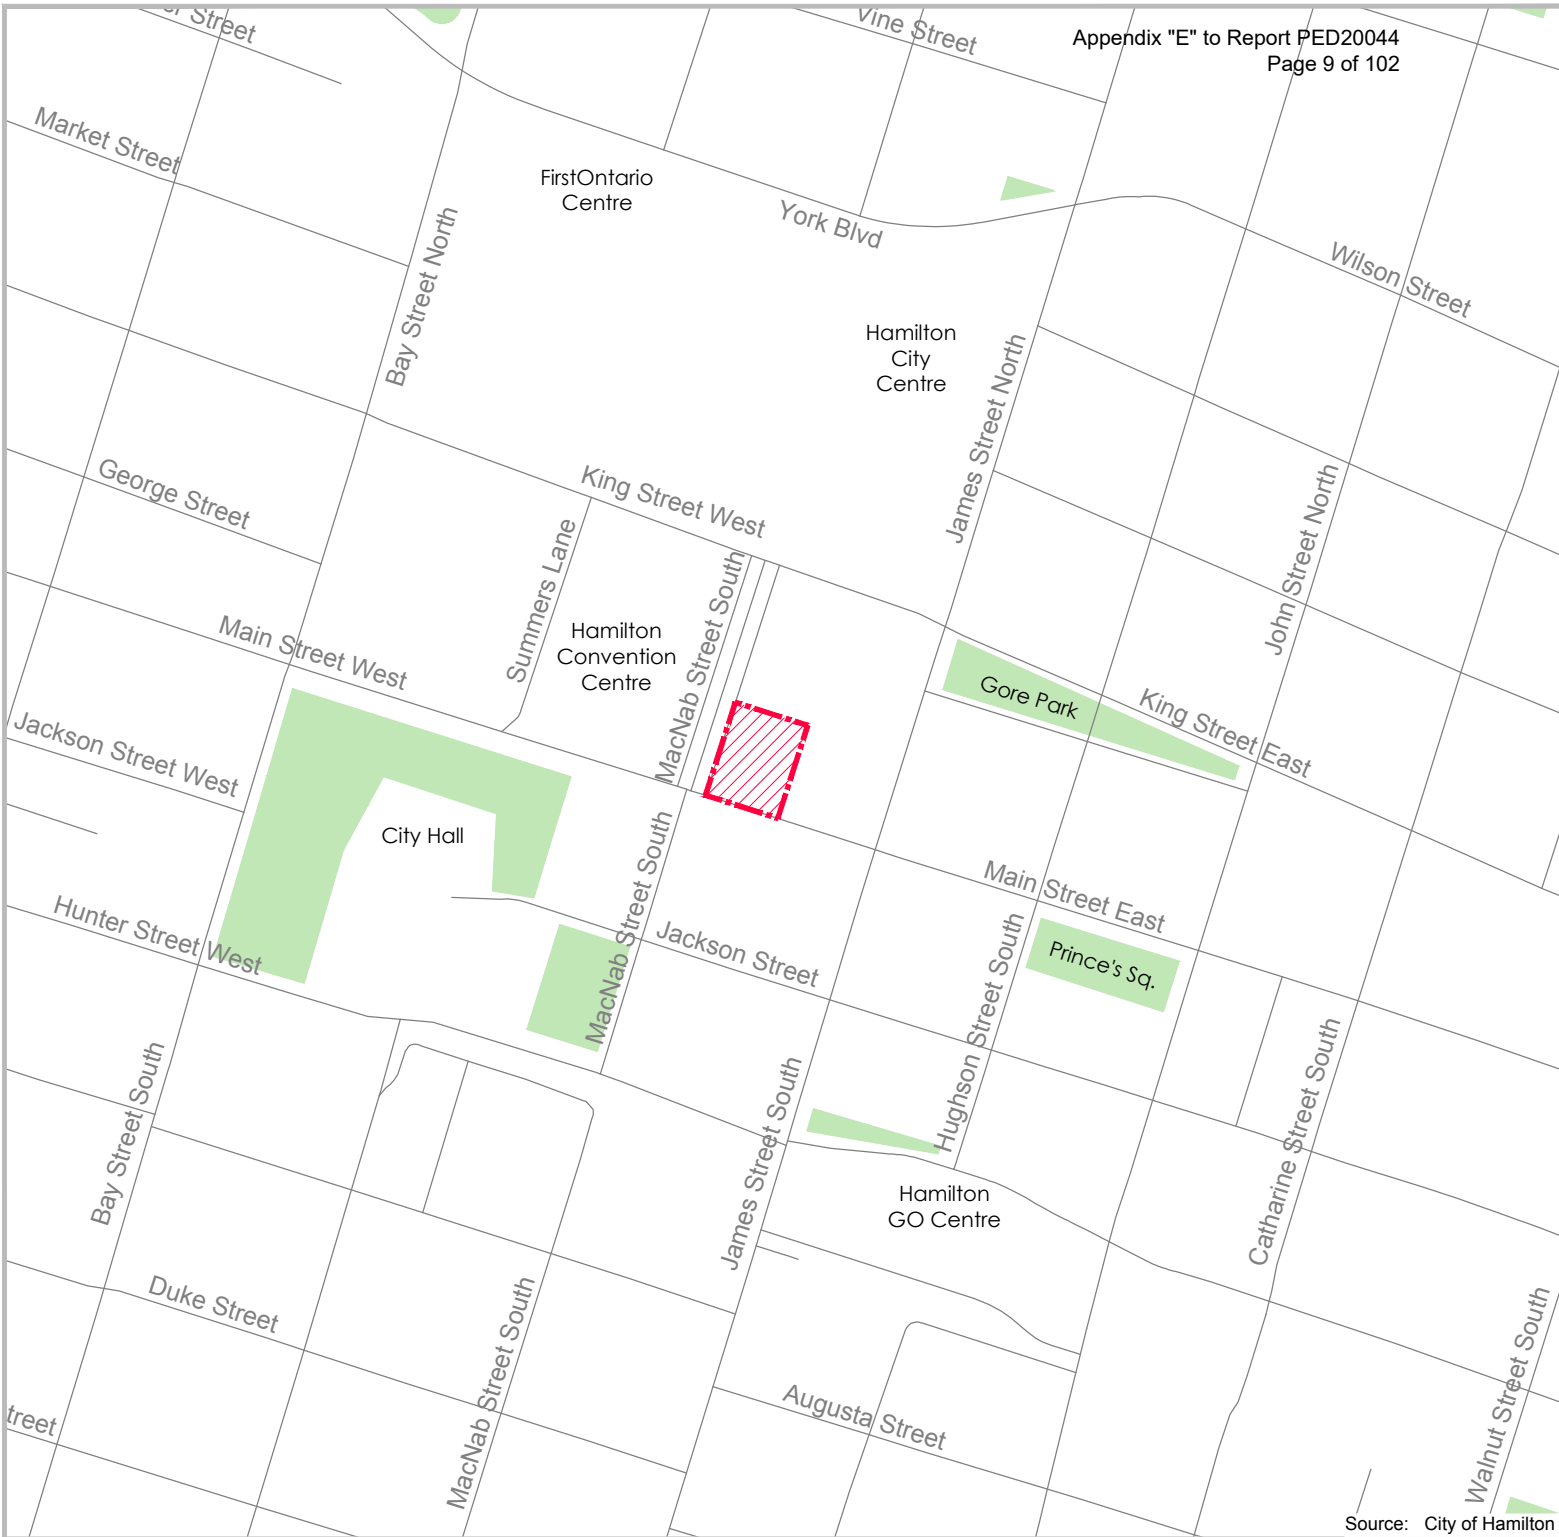 Street
Vine Street
Appendix "E" to Report PED20044
Page 9 of 102
Market Street
FirstOntario
Centre
York Blvd
Bay Street North
Wilson Street
Hamilton
City
Centre
James Street North
King Street West
George Street
John Street North
Summers Lane
MacNab Street South
Main Street West
Hamilton
Convention
Centre
Gore Park
King Street East
Jackson Street West
City Hall
MacNab Street South
Main Street East
Hunter Street West
Jackson Street
Prince's Sq.
Hughson Street South
Bay Street South
James Street South
Catharine Street South
Hamilton
GO Centre
Duke Street
MacNab Street South
Augusta Street
Walnut Street South
treet
Source: City of Hamilton